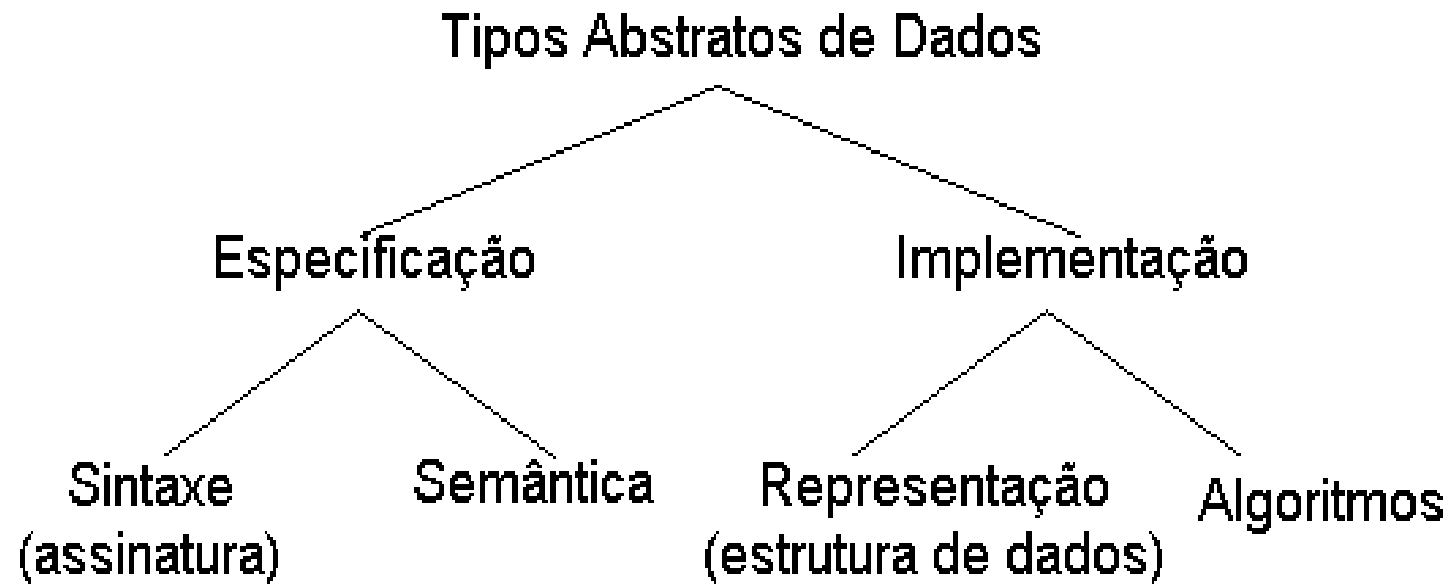 Tipos Abstratos de Dados
Especificação
Implementação
Sintaxe
(assinatura)
Semântica
Representação
(estrutura de dados)
Algoritmos